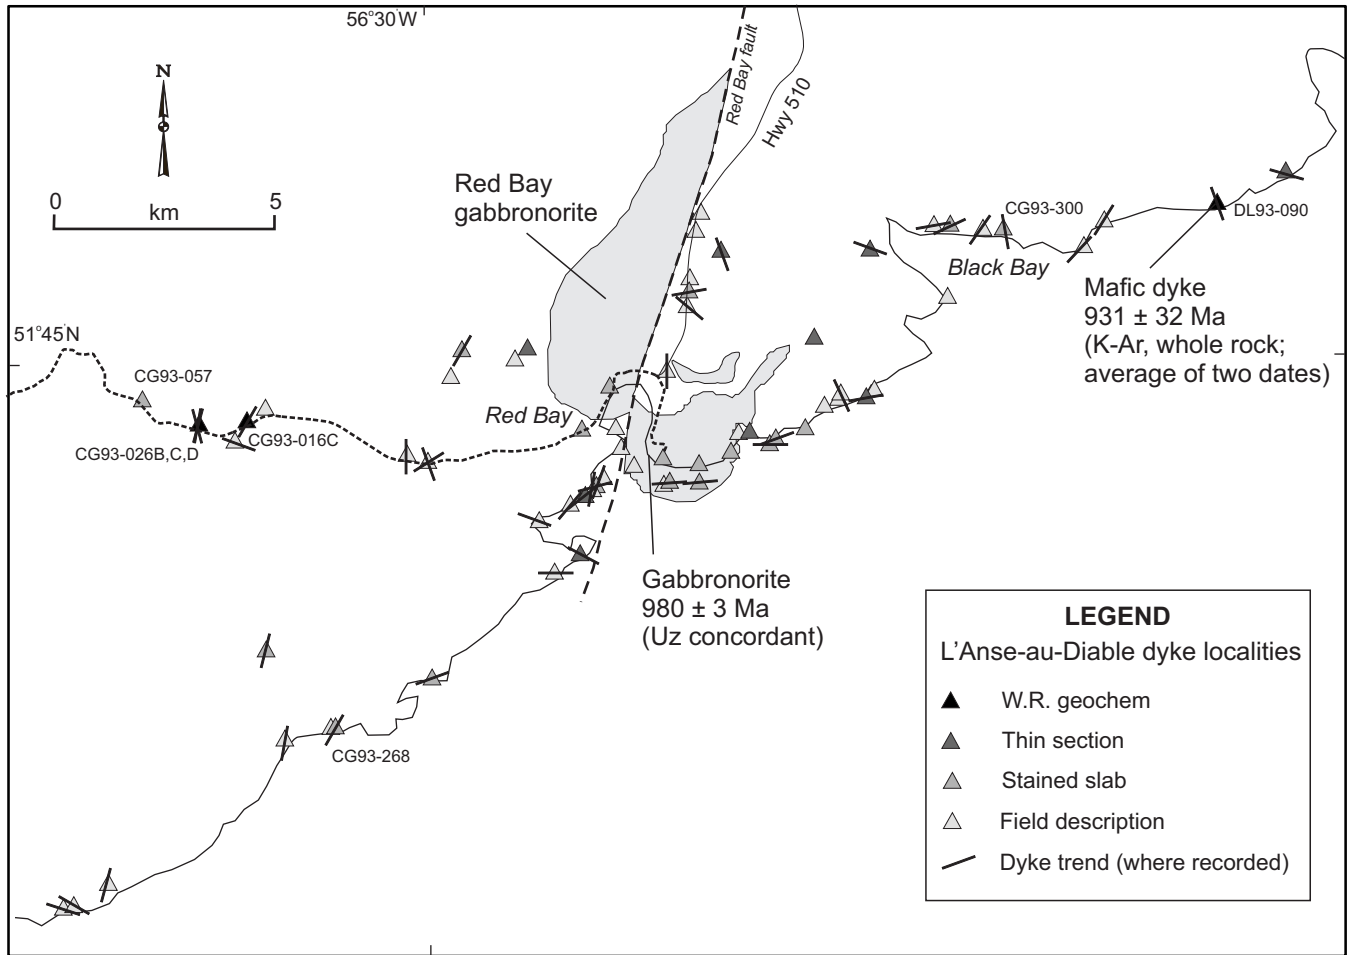 56°30'W
N
0
5
km
Red Bay fault
Hwy 510
Red Bay
gabbronorite
CG93-300
DL93-090
Black Bay
Mafic dyke
931 ± 32 Ma
(K-Ar, whole rock;
average of two dates)
51°45'N
CG93-057
Red Bay
CG93-026B,C,D
CG93-016C
Gabbronorite
980 ± 3 Ma
(Uz concordant)
CG93-268
LEGEND
L'Anse-au-Diable dyke localities
W.R. geochem
Thin section
Stained slab
Field description
Dyke trend (where recorded)